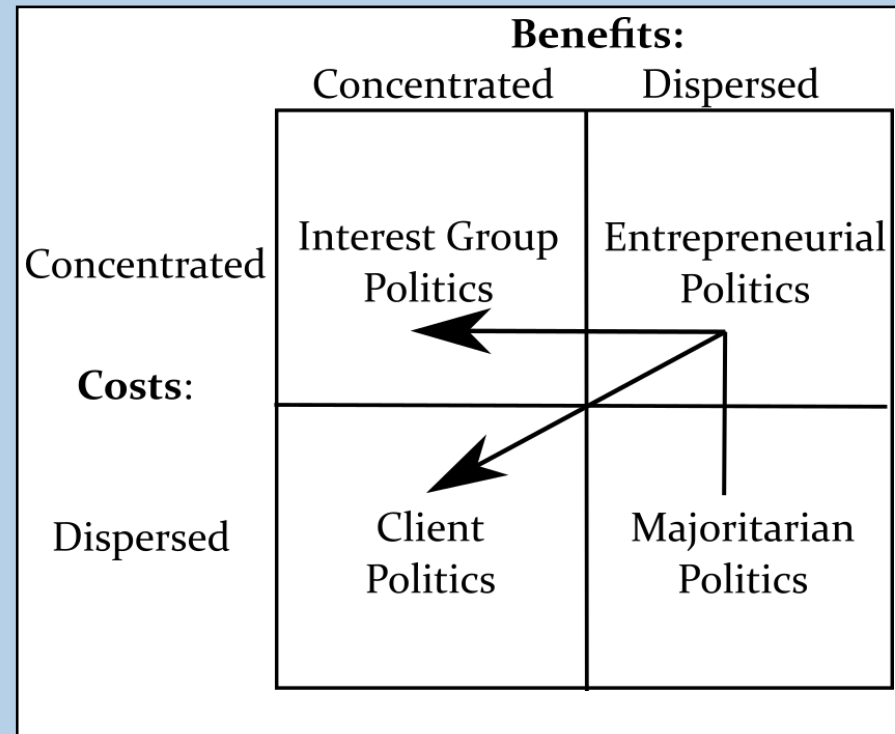 Benefits:
Concentrated Dispersed
Concentrated
Interest Group
Politics
Entrepreneurial
Politics
Costs:
Dispersed
Client
Politics
Majoritarian
Politics